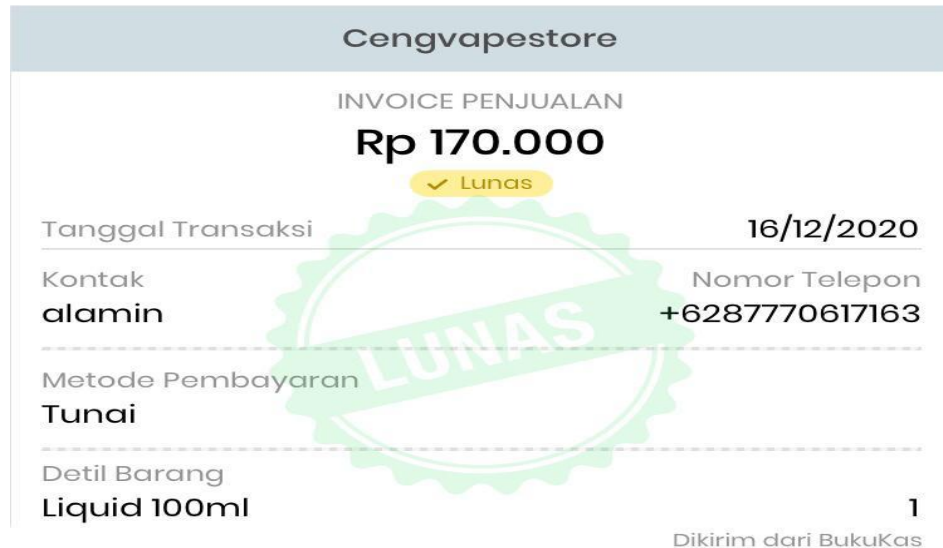 Cengvapestore
INVOICE PENJUALAN
Rp 170.000
✓ Lunas
Tanggal Transaksi 16/12/2020
Kontak Nomor Telepon
alamin +6287770617163
LUNAS
Metode Pembayaran
Tunai
Detil Barang
Liquid 100ml 1
Dikirim dari BukuKas